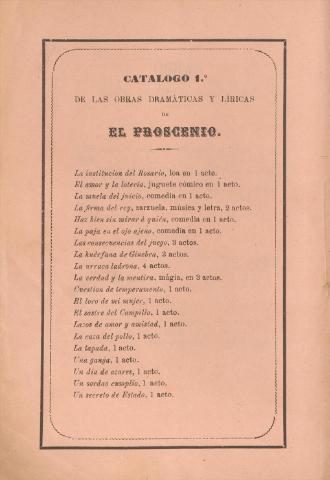 CATALOGO 1.°
DE LAS OBRAS DRAMÁTICAS Y LÍRICAS
DE
EL PROSCENIO.
La institucion del Rosario, loa en 1 acto.
El amor y la lotería, juguete cómico en 1 acto.
La muela del juicio, comedia en 1 acto.
La firma del rey, zarzuela, música y letra, 2 actos.
Haz bien sin mirar á quién, comedia en 1 acto.
La paja en el ojo ajeno, comedia en 1 acto.
Las consecuencias del juego, 3 actos.
La huérfana de Ginebra, 3 actos.
La urraca ladrona, 4 actos.
La verdad y la mentira, mágia, en 3 actos.
Cuestion de temperamento, 1 acto.
El loro de mi mujer, 1 acto.
El sastre del Campillo, 1 acto.
Lazos de amor y amistad, 1 acto.
La caza del pollo, 1 acto.
La tapada, 1 acto.
Una ganga, 1 acto.
Un dia de azares, 1 acto.
Un sordao cumplío, 1 acto.
Un secreto de Estado, 1 acto.